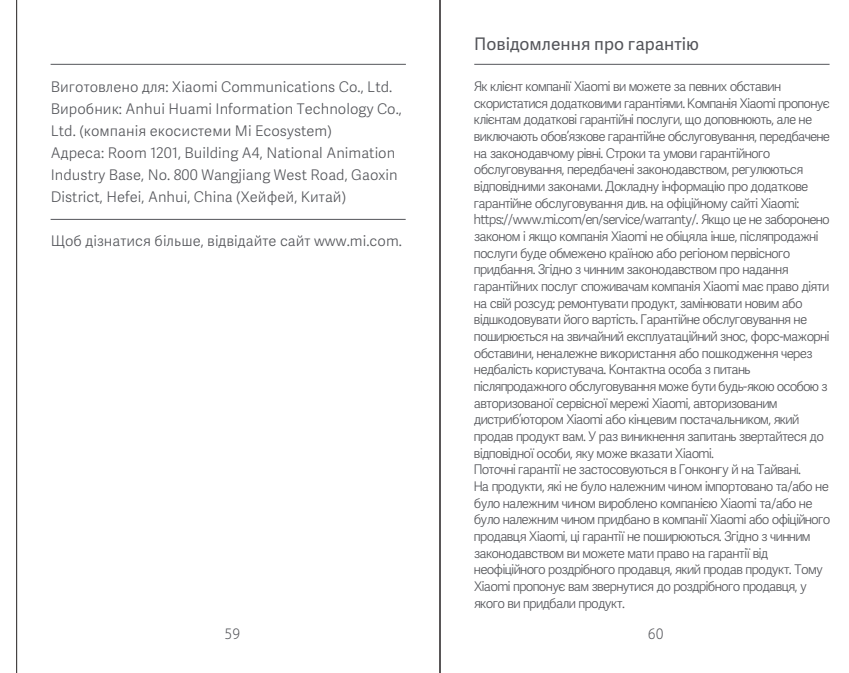 Виготовлено для: Xiaomi Communications Co., Ltd.
Виробник: Anhui Huami Information Technology Co.,
Ltd. (компанія екосистеми Mi Ecosystem)
Адреса: Room 1201, Building A4, National Animation
Industry Base, No. 800 Wangjiang West Road, Gaoxin
District, Hefei, Anhui, China (Хейфей, Китай)
Щоб дізнатися більше, відвідайте сайт www.mi.com.
59
Повідомлення про гарантію
Як клієнт компанії Xiaomi ви можете за певних обставин
скористатися додатковими гарантіями. Компанія Xiaomi пропонує
клієнтам додаткові гарантійні послуги, що доповнюють, але не
виключають обов'язкове гарантійне обслуговування, передбачене
на законодавчому рівні. Строки та умови гарантійного
обслуговування, передбачені законодавством, регулюються
відповідними законами. Докладну інформацію про додаткове
гарантійне обслуговування див. на офіційному сайті Xiaomi:
https://www.mi.com/en/service/warranty/. Якщо це не заборонено
законом і якщо компанія Xiaomi не обіцяла інше, післяпродажні
послуги буде обмежено країною або регіоном первісного
придбання. Згідно з чинним законодавством про надання
гарантійних послуг споживачам компанія Xiaomi має право діяти
на свій розсуд: ремонтувати продукт, замінювати новим або
відшкодовувати його вартість. Гарантійне обслуговування не
поширюється на звичайний експлуатаційний знос, форс-мажорні
обставини, неналежне використання або пошкодження через
недбалість користувача. Контактна особа з питань
післяпродажного обслуговування може бути будь-якою особою з
авторизованої сервісної мережі Xiaomi, авторизованим
дистриб'ютором Xiaomi або кінцевим постачальником, який
продав продукт вам. У раз виникнення запитань звертайтеся до
відповідної особи, яку може вказати Xiaomi.
Поточні гарантії не застосовуються в Гонконгу й на Тайвані.
На продукти, які не було належним чином імпортовано та/або не
було належним чином вироблено компанією Xiaomi та/або не
було належним чином придбано в компанії Xiaomi або офіційного
продавця Xiaomi, ці гарантії не поширюються. Згідно з чинним
законодавством ви можете мати право на гарантії від
неофіційного роздрібного продавця, який продав продукт. Тому
Xiaomi пропонує вам звернутися до роздрібного продавця, у
якого ви придбали продукт.
60